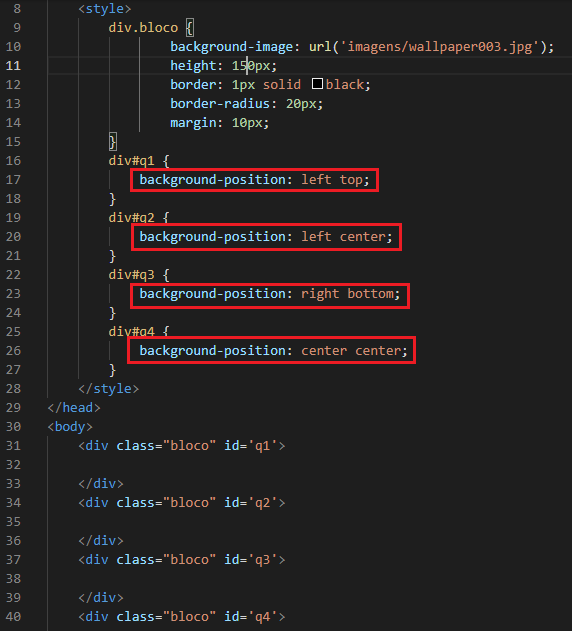 8 <style>
9 div.bloco {
10 background-image: url('imagens/wallpaper003.jpg');
11 height: 150px;
12 border: 1px solid black;
13 border-radius: 20px;
14 margin: 10px;
15 }
16 div#q1 {
17 background-position: left top;
18 }
19 div#q2 {
20 background-position: left center;
21 }
22 div#q3 {
23 background-position: right bottom;
24 }
25 div#q4 {
26 background-position: center center;
27 }
28 </style>
29 </head>
30 <body>
31 <div class="bloco" id='q1'>
32
33 </div>
34 <div class="bloco" id='q2'>
35
36 </div>
37 <div class="bloco" id='q3'>
38
39 </div>
40 <div class="bloco" id='q4'>